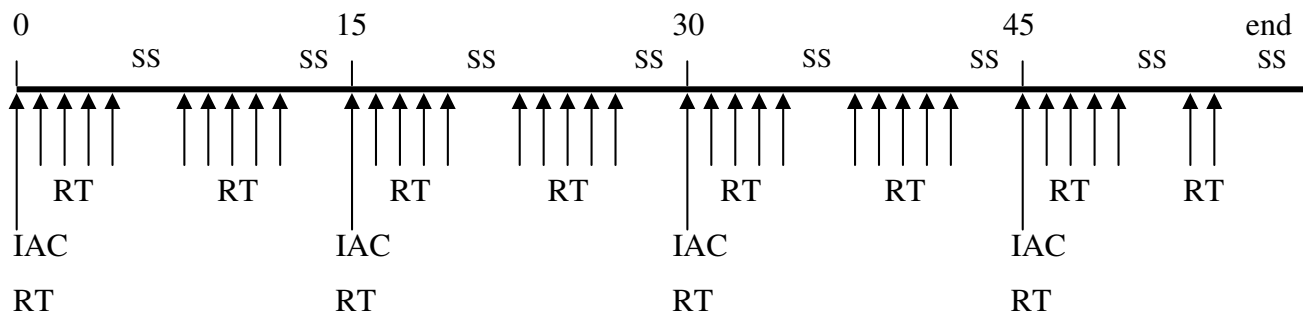 0 15 30 45 end
SS SS SS SS SS SS SS SS
RT RT RT RT RT RT RT RT
IAC IAC IAC IAC
RT RT RT RT